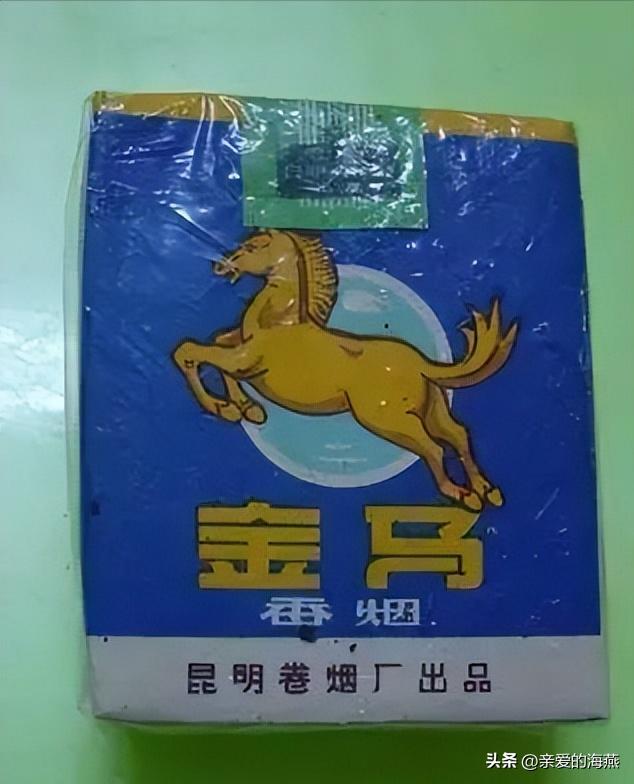 金马
香烟
昆明卷烟厂出品
头条 @亲爱的海燕